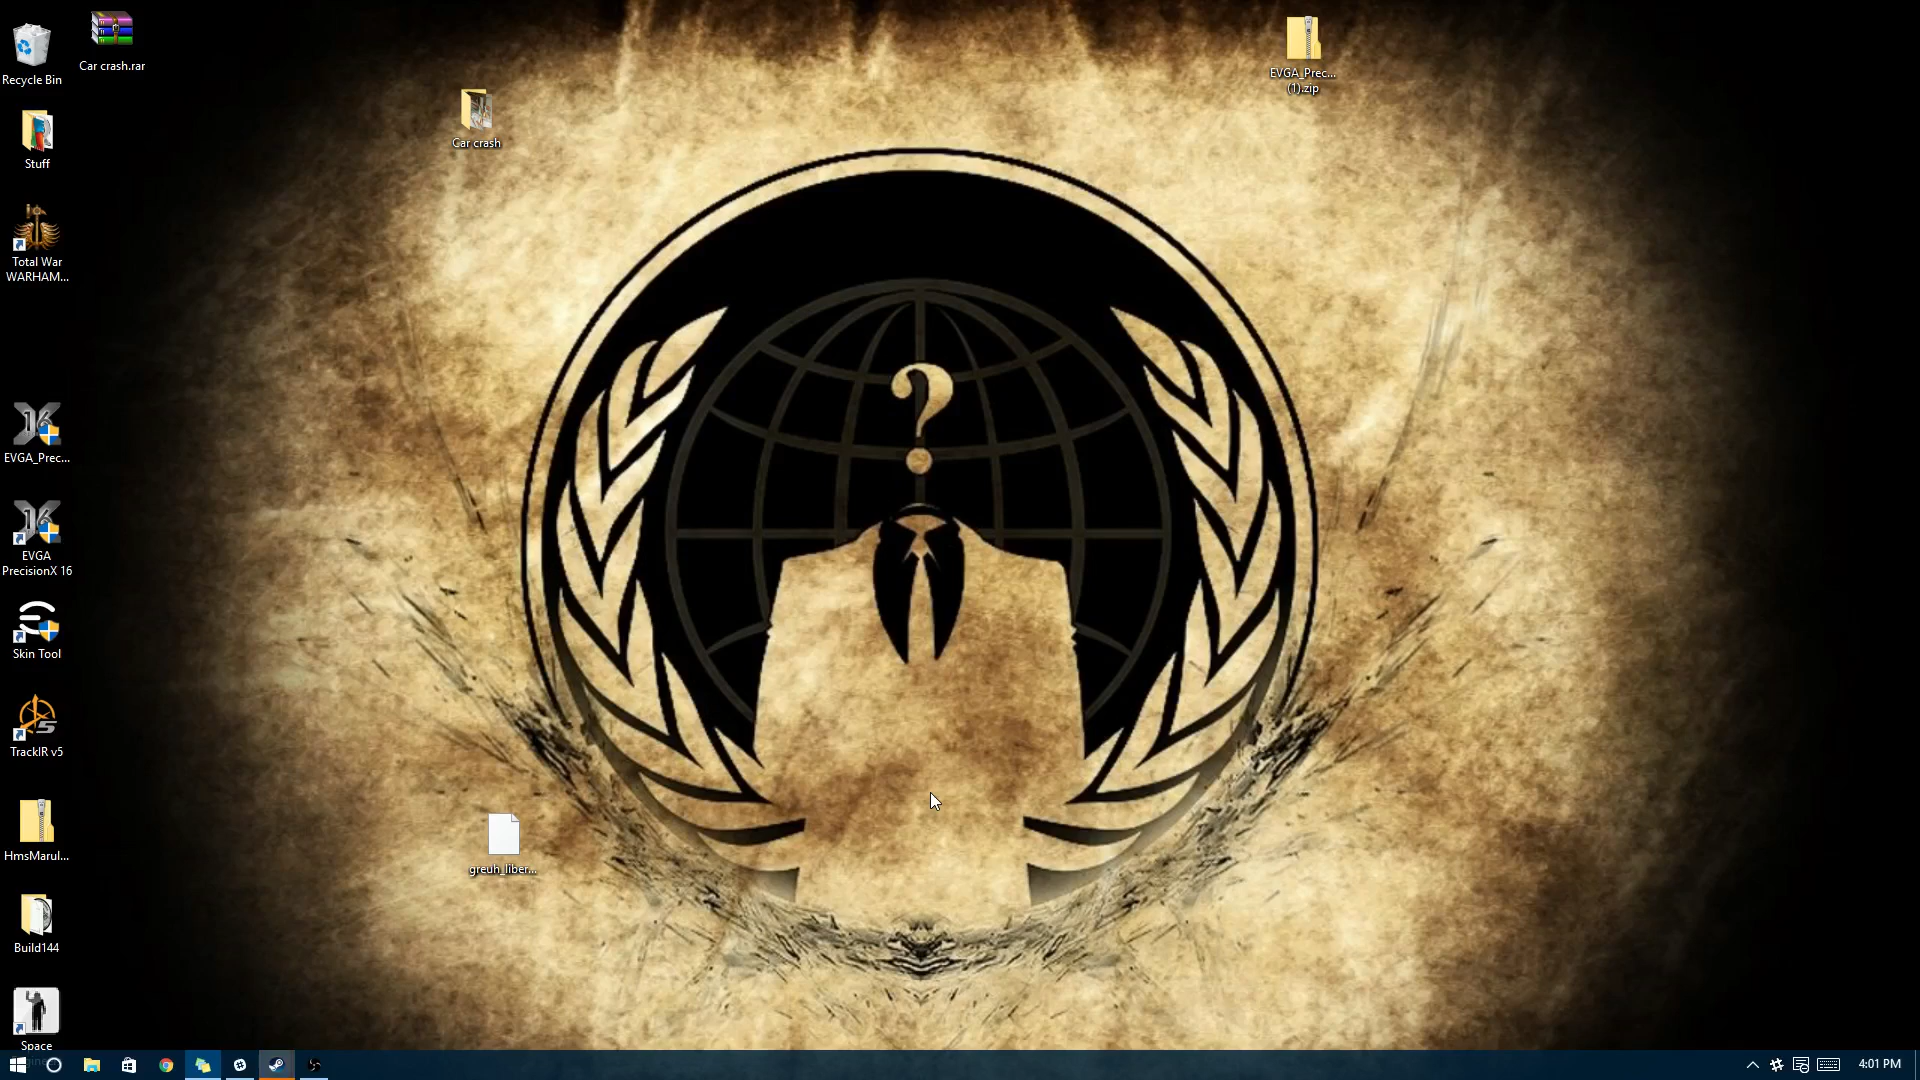 Recycle Bin
Car crash.rar
Stuff
Total War
WARHAM...
EVGA_Prec...
EVGA
PrecisionX 16
Skin Tool
TrackIR v5
HmsMarul...
Build144
Space
Car crash
EVGA_Prec...
(1).zip
?
greuh_liber...
4:01 PM